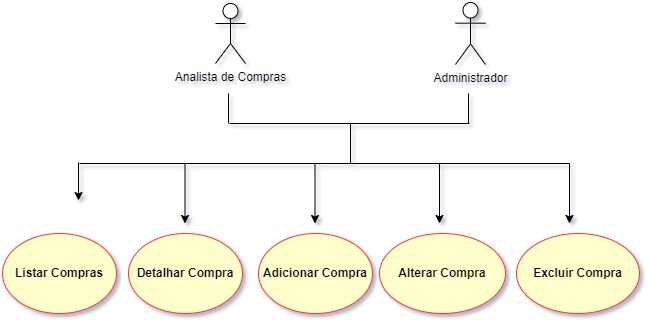 Analista de Compras
Administrador
Listar Compras
Detalhar Compra
Adicionar Compra
Alterar Compra
Excluir Compra